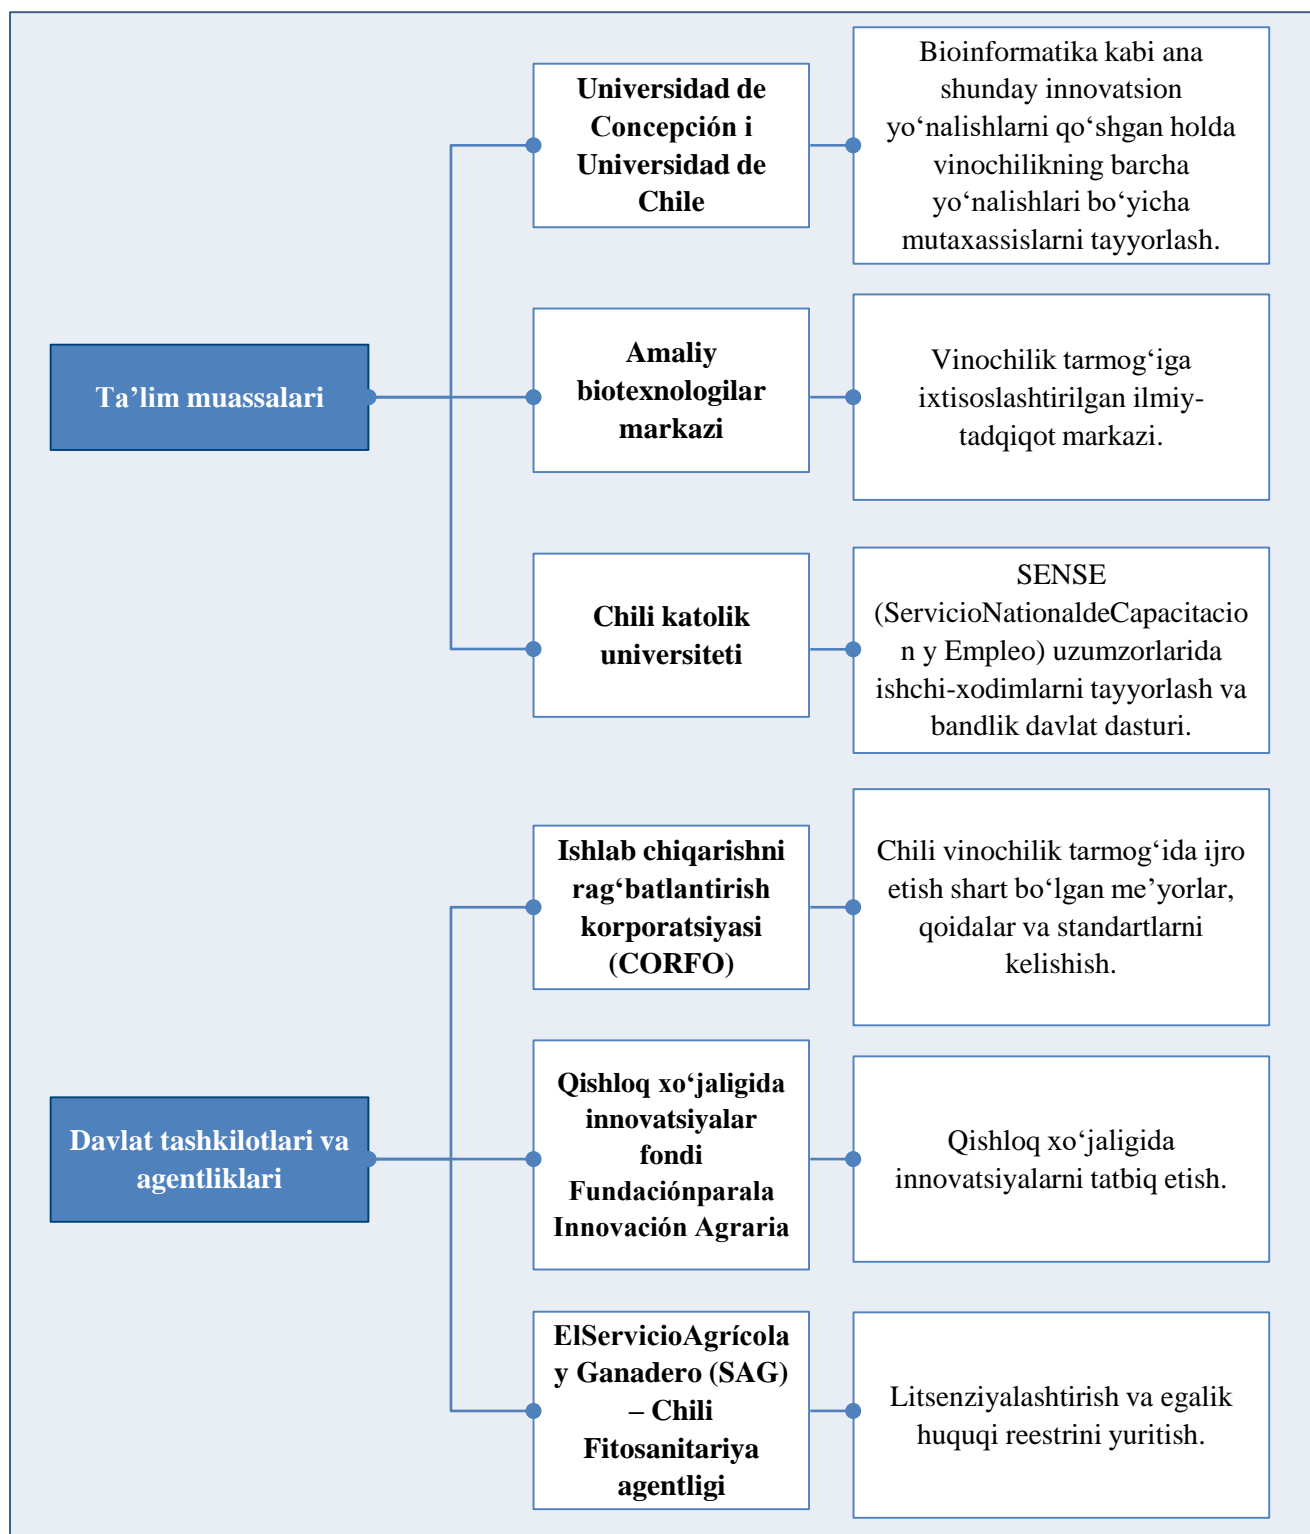 Universidad de
Concepción i
Universidad de
Chile
Bioinformatika kabi ana
shunday innovatsion
yo‘nalishlarni qo‘shgan holda
vinochilikning barcha
yo‘nalishlari bo‘yicha
mutaxassislarni tayyorlash.
Ta’lim muassalari
Amaliy
biotexnologilar
markazi
Vinochilik tarmog‘iga
ixtisoslashtirilgan ilmiy-
tadqiqot markazi.
Chili katolik
universiteti
SENSE
(ServicioNationaldeCapacitacio
n y Empleo) uzumzorlarida
ishchi-xodimlarni tayyorlash va
bandlik davlat dasturi.
Ishlab chiqarishni
rag‘batlantirish
korporatsiyasi
(CORFO)
Chili vinochilik tarmog‘ida ijro
etish shart bo‘lgan me’yorlar,
qoidalar va standartlarni
kelishish.
Davlat tashkilotlari va
agentliklari
Qishloq xo‘jaligida
innovatsiyalar
fondi
Fundaciónparala
Innovación Agraria
Qishloq xo‘jaligida
innovatsiyalarni tatbiq etish.
ElServicioAgrícola
y Ganadero (SAG)
– Chili
Fitosanitariya
agentligi
Litsenziyalashtirish va egalik
huquqi reestrini yuritish.